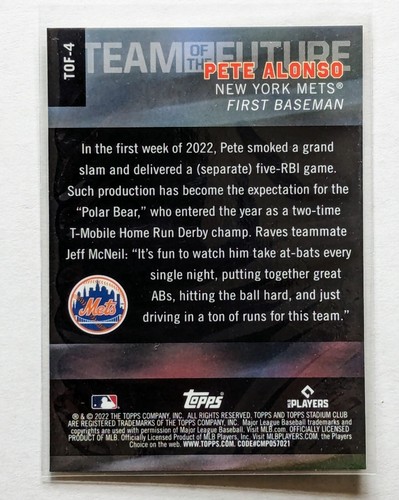 TOF-4
TEAM OF THE FUTURE
PETE ALONSO
NEW YORK METS®
FIRST BASEMAN
In the first week of 2022, Pete smoked a grand
slam and delivered a (separate) five-RBI game.
Such production has become the expectation for the
“Polar Bear,” who entered the year as a two-time
T-Mobile Home Run Derby champ. Raves teammate
Jeff McNeil: “It’s fun to watch him take at-bats every
single night, putting together great
ABs, hitting the ball hard, and just
driving in a ton of runs for this team.”
Mets
Topps
MLB PLAYERS
® & © 2022 THE TOPPS COMPANY, INC. ALL RIGHTS RESERVED. TOPPS AND TOPPS STADIUM CLUB
ARE REGISTERED TRADEMARKS OF THE TOPPS COMPANY, INC. Major League Baseball trademarks and
copyrights are used with permission of Major League Baseball. Visit MLB.com. OFFICIALLY LICENSED
PRODUCT OF MLB. Officially Licensed Product of MLB Players, Inc. Visit MLBPLAYERS.COM, the Players
Choice on the web. WWW.TOPPS.COM. CODE#CMP057021